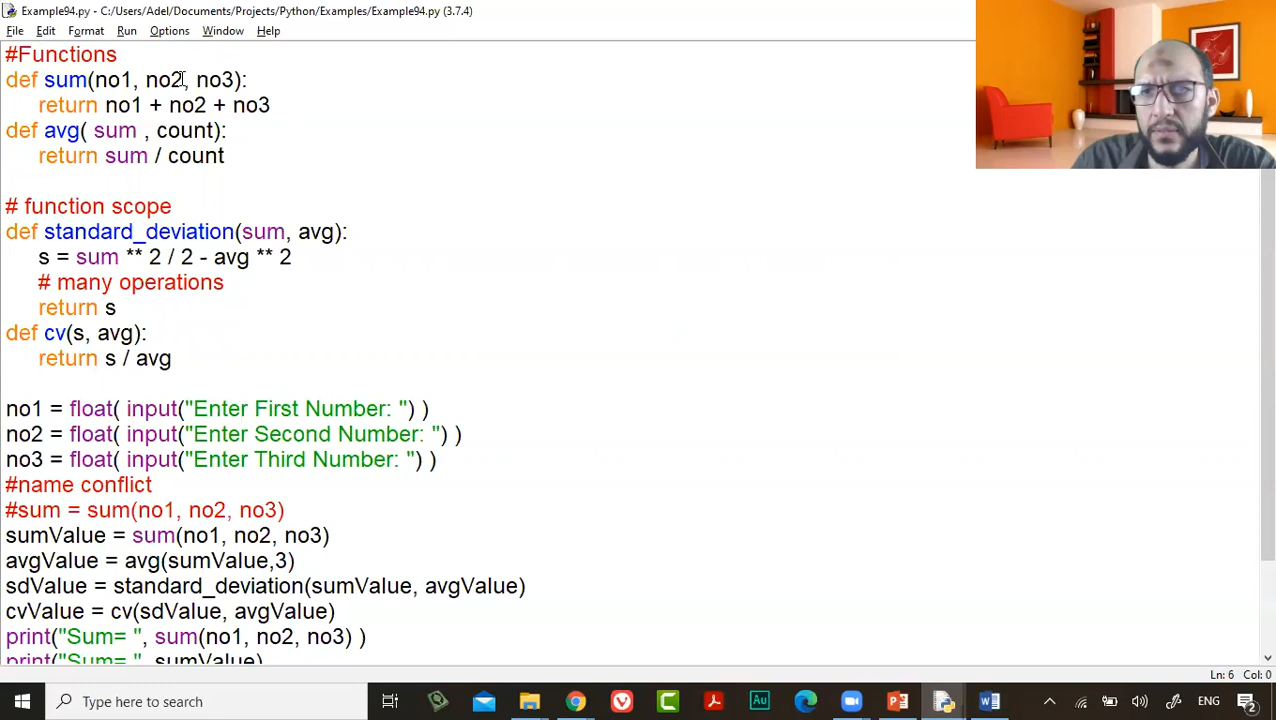 Example94.py - C:/Users/Adel/Documents/Projects/Python/Examples/Example94.py (3.7.4)
File Edit Format Run Options Window Help
#Functions
def sum(no1, no2, no3):
return no1 + no2 + no3
def avg( sum , count):
return sum / count
# function scope
def standard_deviation(sum, avg):
s = sum ** 2 / 2 - avg ** 2
# many operations
return s
def cv(s, avg):
return s / avg
no1 = float( input("Enter First Number: ") )
no2 = float( input("Enter Second Number: ") )
no3 = float( input("Enter Third Number: ") )
#name conflict
#sum = sum(no1, no2, no3)
sumValue = sum(no1, no2, no3)
avgValue = avg(sumValue,3)
sdValue = standard_deviation(sumValue, avgValue)
cvValue = cv(sdValue, avgValue)
print("Sum= ", sum(no1, no2, no3) )
print("Sum= ", sumValue)
Ln: 6 Col: 0
Type here to search
Au
ENG
2